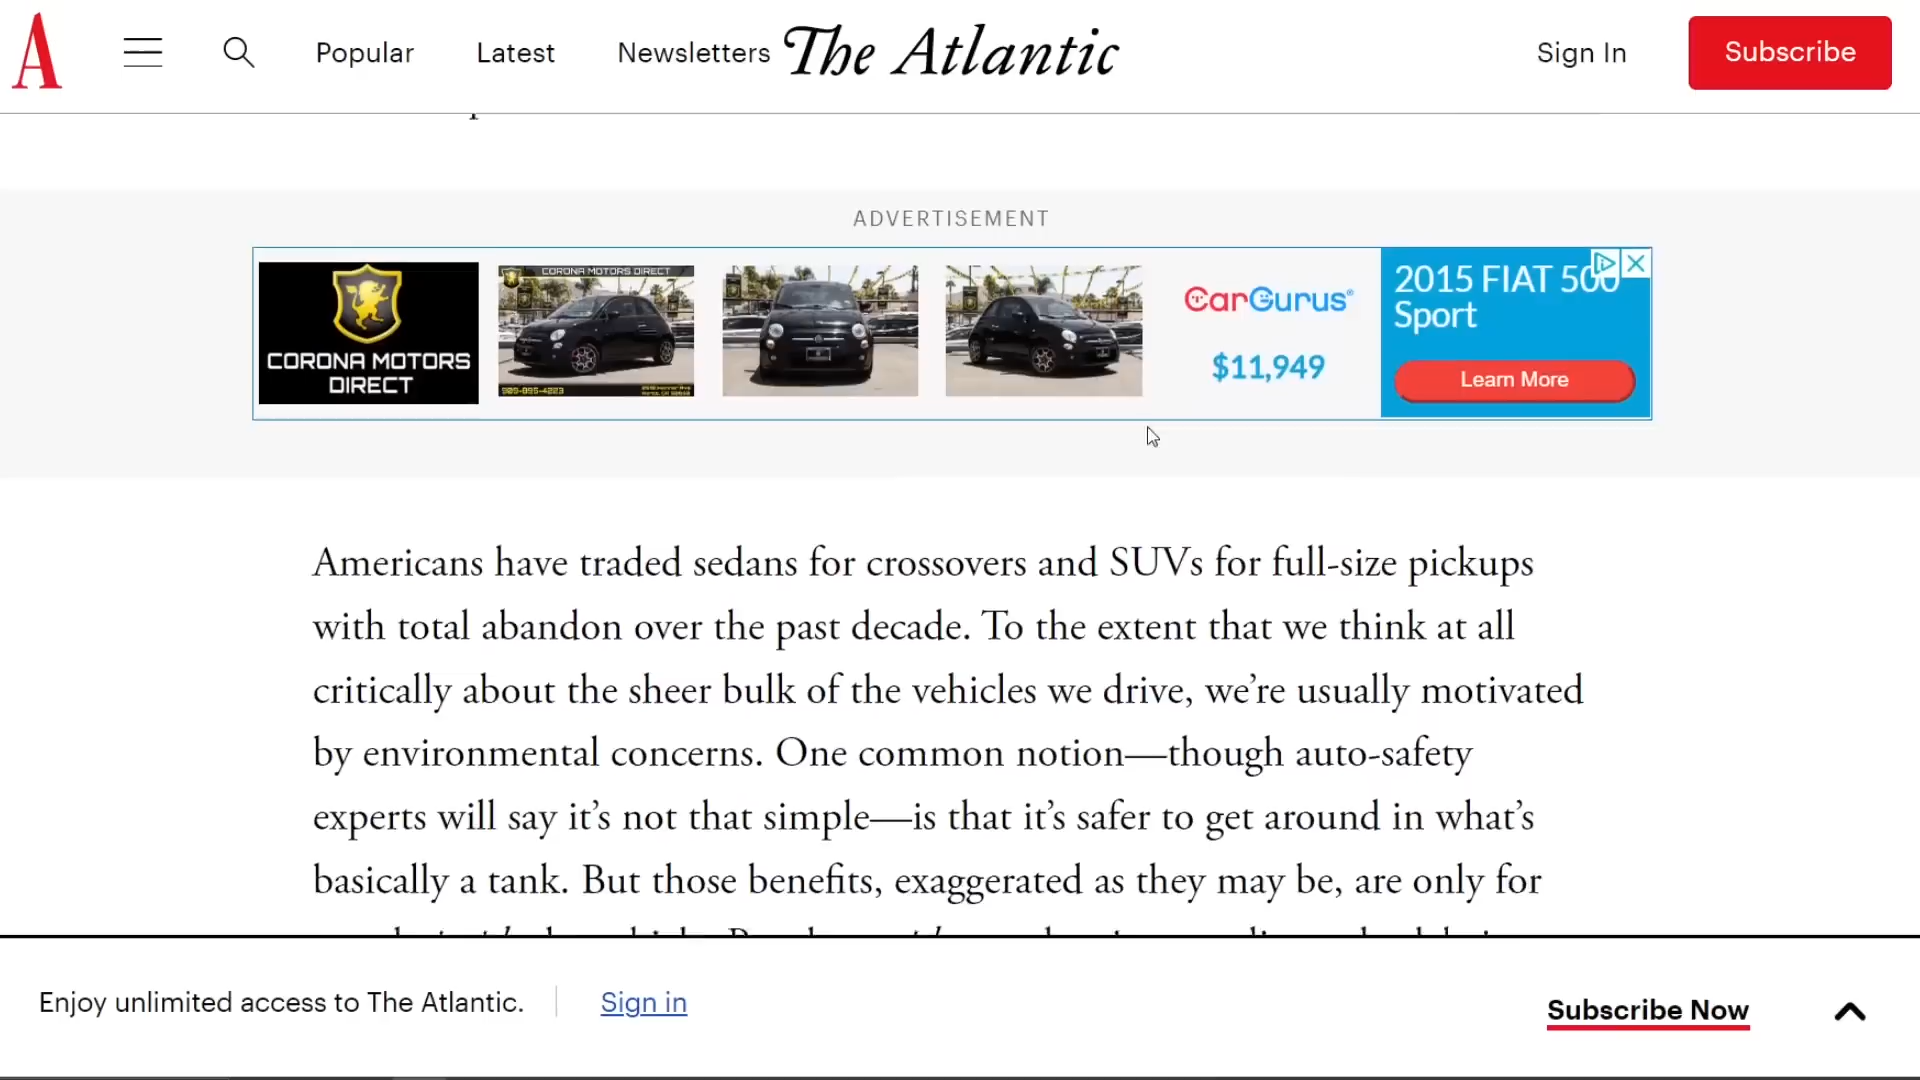 A
Popular
Latest
Newsletters
The Atlantic
Sign In
Subscribe
ADVERTISEMENT
CORONA MOTORS
DIRECT
CORONA MOTORS DIRECT
CarGurus®
$11,949
2015 FIAT 500
Sport
Learn More
Americans have traded sedans for crossovers and SUVs for full-size pickups
with total abandon over the past decade. To the extent that we think at all
critically about the sheer bulk of the vehicles we drive, we’re usually motivated
by environmental concerns. One common notion—though auto-safety
experts will say it’s not that simple—is that it’s safer to get around in what’s
basically a tank. But those benefits, exaggerated as they may be, are only for
Enjoy unlimited access to The Atlantic.
Sign in
Subscribe Now